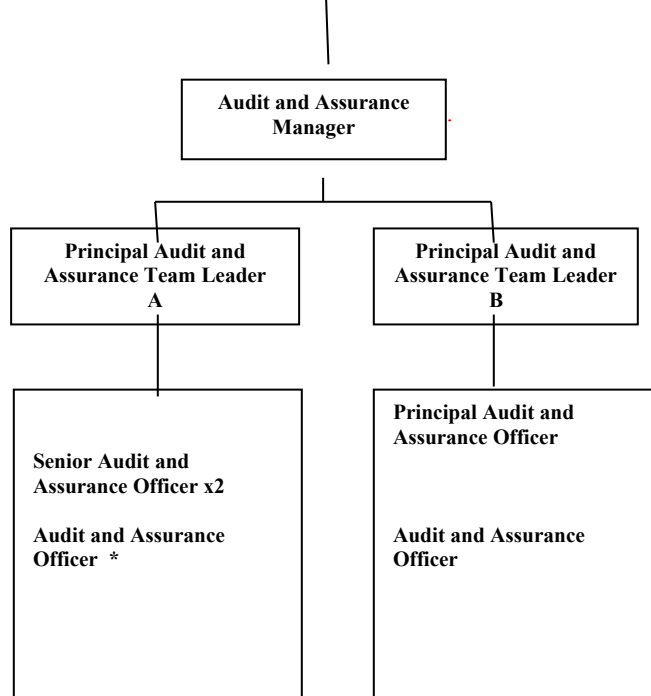 Audit and Assurance
Manager
Principal Audit and
Assurance Team Leader
A
Principal Audit and
Assurance Team Leader
B
Senior Audit and
Assurance Officer x2
Audit and Assurance
Officer  *
Principal Audit and
Assurance Officer
Audit and Assurance
Officer